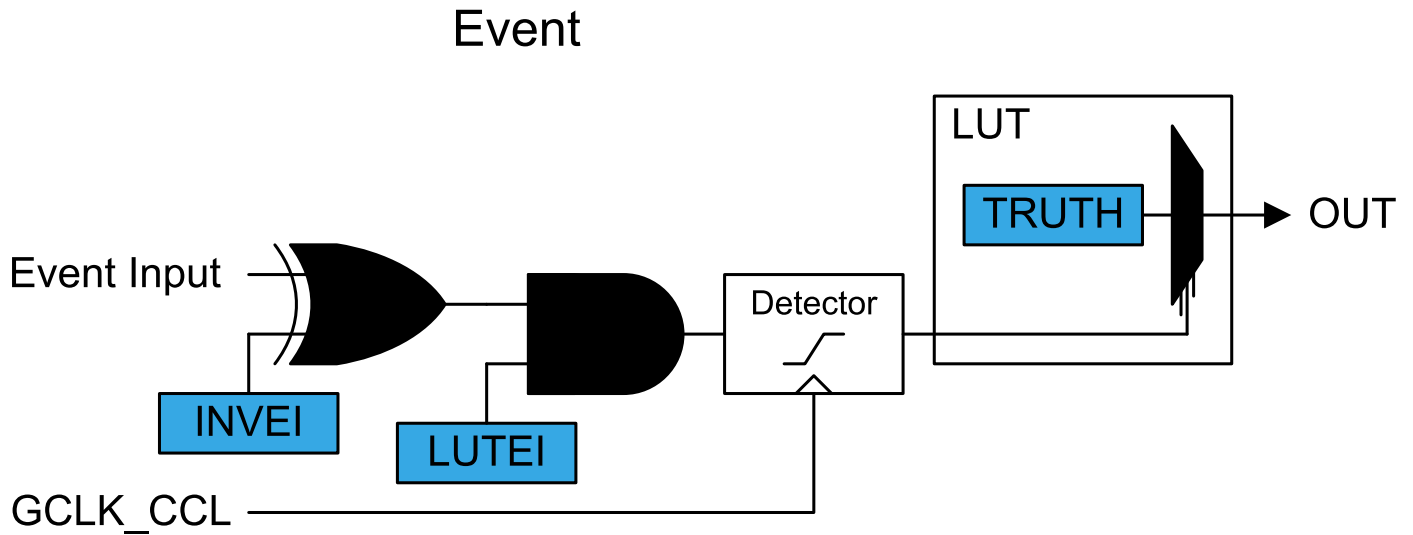 Event
LUT
TRUTH
OUT
Event Input
Detector
INVEI
LUTEI
GCLK_CCL